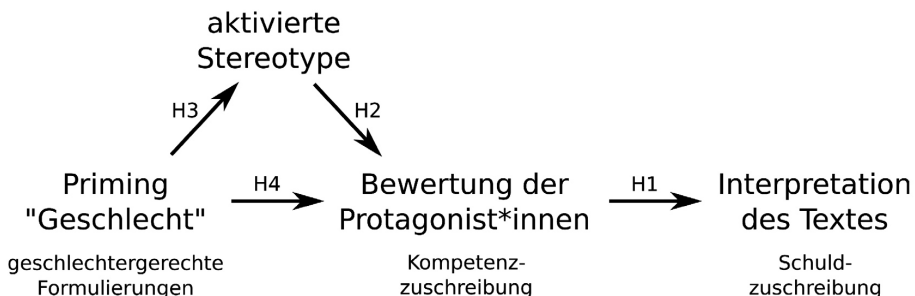 aktivierte
Stereotype
H3
H2
Priming
"Geschlecht"
H4
Bewertung der
Protagonist*innen
H1
Interpretation
des Textes
geschlechtergerechte
Formulierungen
Kompetenz-
zuschreibung
Schuld-
zuschreibung